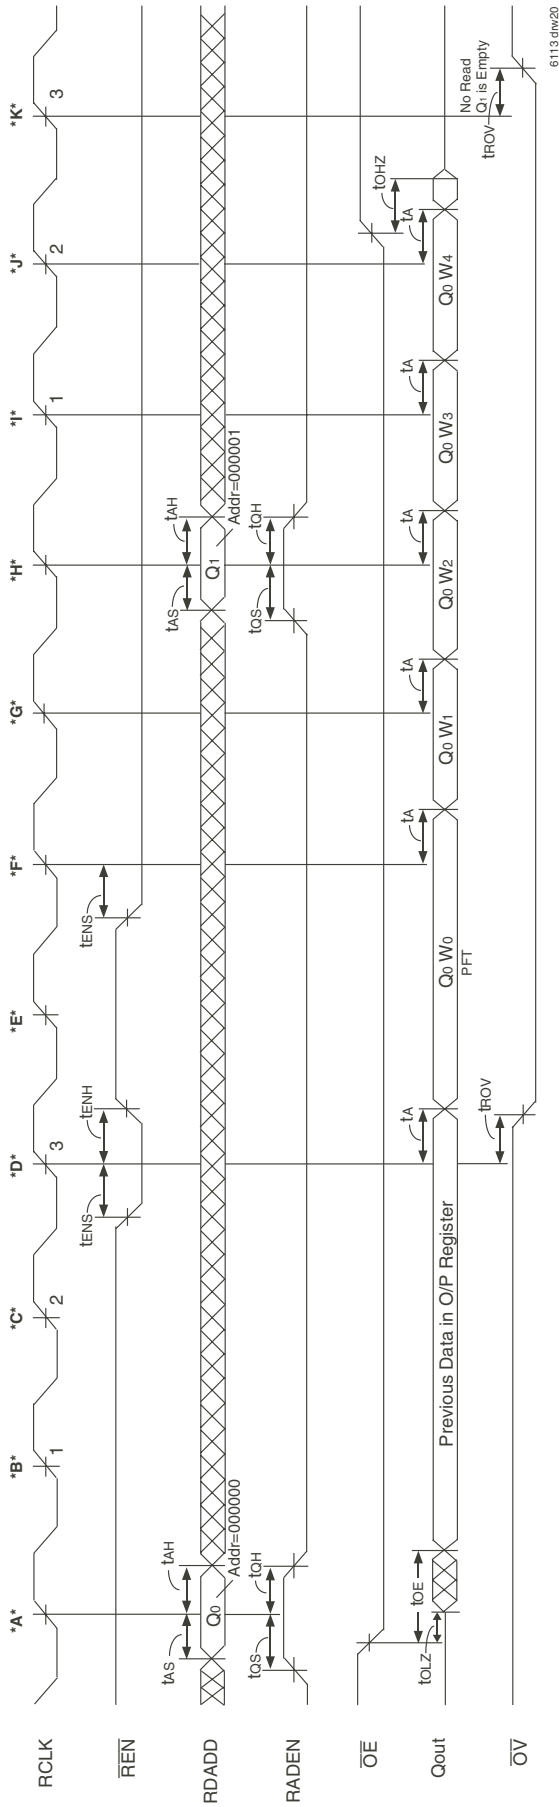 *A* *B* *C* *D* *E* *F* *G* *H* *I* *J* *K*
RCLK 1 2 3 1 2 3
tENS tENH tENS
REN
tAS tAH tAS tAH
RDADD Q0 Q1
Addr=000000 Addr=000001
tQS tQH tQS tQH
RADEN
OE
tOLZ tOE tA tA tA tA tA tA tOHZ
Qout Previous Data in O/P Register Q0 W0 Q0 W1 Q0 W2 Q0 W3 Q0 W4
PFT
tROV tROV
No Read
Q1 is Empty
OV
6113 drw20